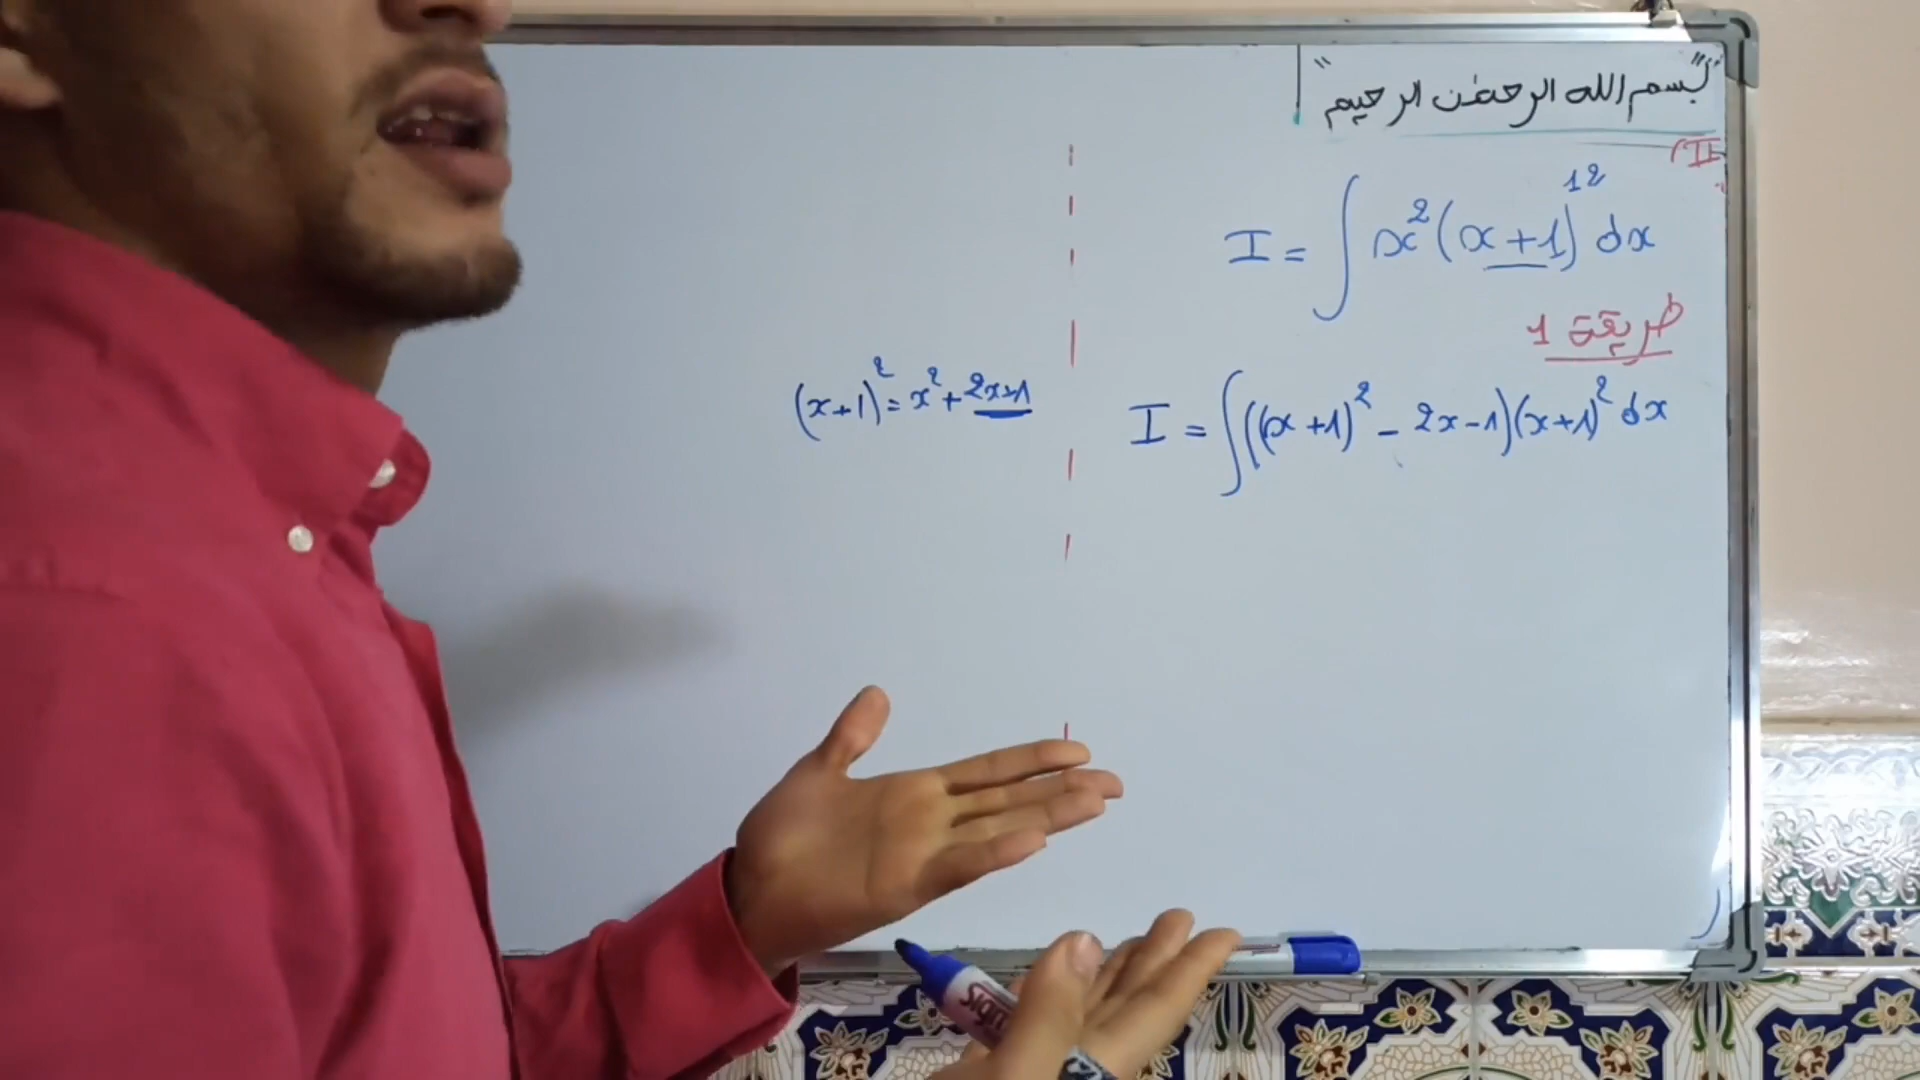 "بسم الله الرحمٰن الرحيم"
I)
I = ∫ x²(x+1)¹² dx
طريقة 1
I = ∫((x+1)² - 2x-1)(x+1)² dx
(x+1)² = x² + 2x+1